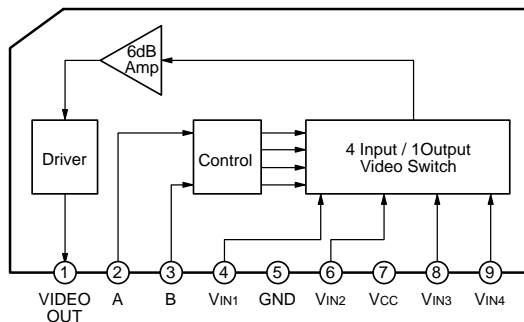 6dB
Amp
Driver
Control
4 Input / 1Output
Video Switch
1 2 3 4 5 6 7 8 9
VIDEO OUT A B VIN1 GND VIN2 VCC VIN3 VIN4